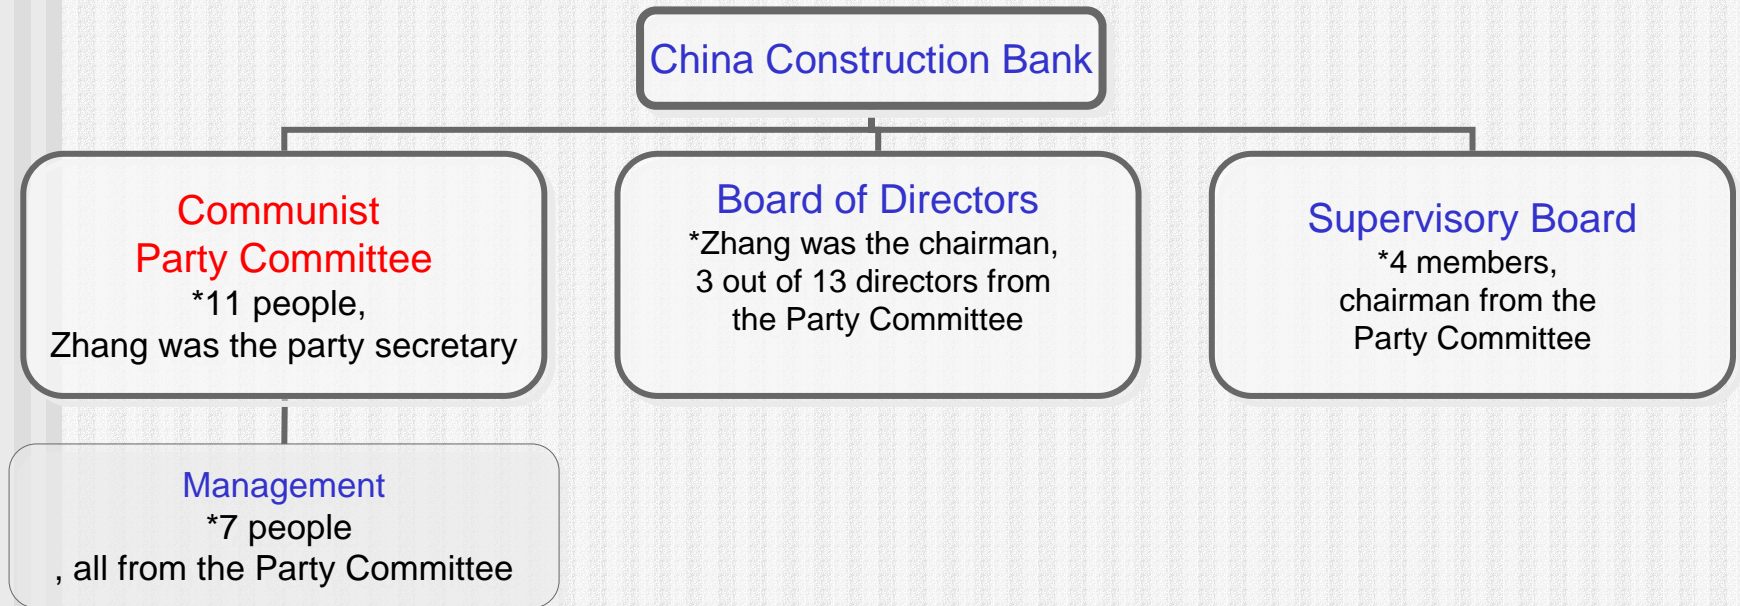 China Construction Bank
Communist
Party Committee
*11 people,
Zhang was the party secretary
Board of Directors
*Zhang was the chairman,
3 out of 13 directors from
the Party Committee
Supervisory Board
*4 members,
chairman from the
Party Committee
Management
*7 people
, all from the Party Committee